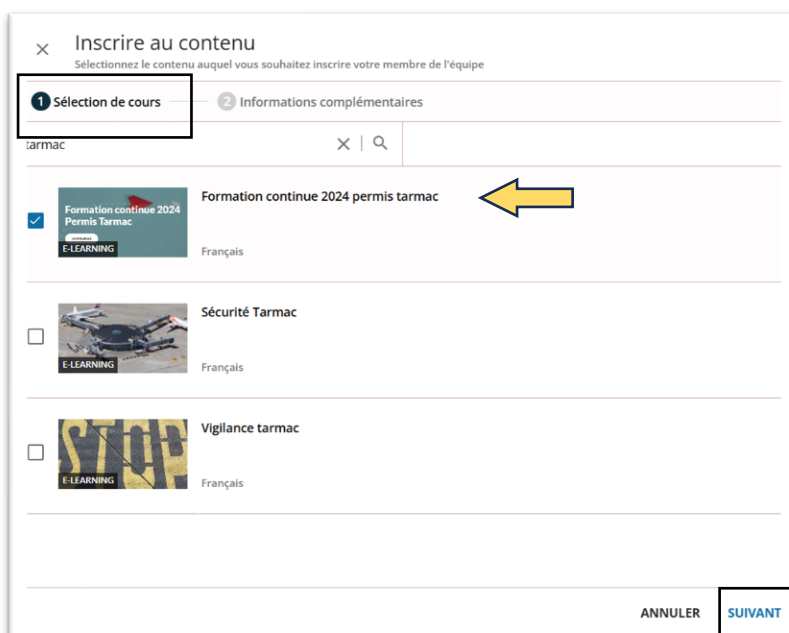 Inscrire au contenu
Sélectionnez le contenu auquel vous souhaitez inscrire votre membre de l'équipe
1 Sélection de cours
2 Informations complémentaires
tarmac
Formation continue 2024 permis tarmac
Formation continue 2024
Permis Tarmac
E-LEARNING
Français
Sécurité Tarmac
E-LEARNING
Français
Vigilance tarmac
STOP
E-LEARNING
Français
ANNULER
SUIVANT